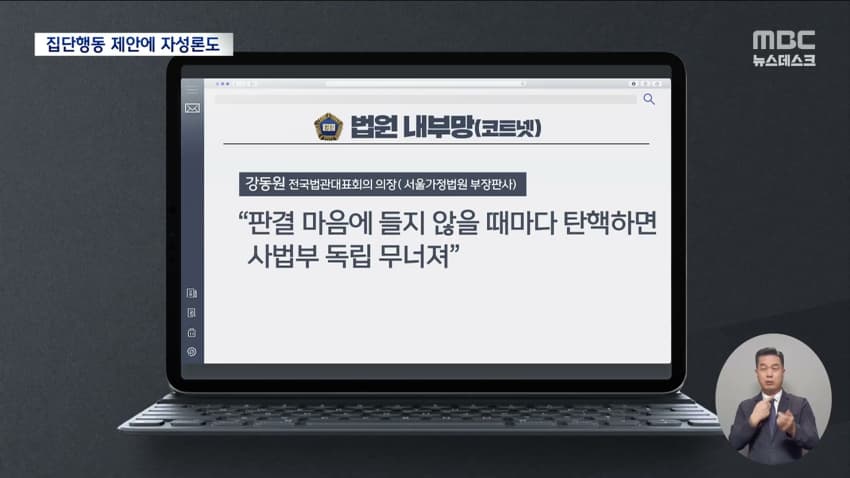 집단행동 제안에 자성론도
MBC
뉴스데스크
법원 내부망(코트넷)
강동원 전국법관대표회의 의장( 서울가정법원 부장판사)
“판결 마음에 들지 않을 때마다 탄핵하면
사법부 독립 무너져”